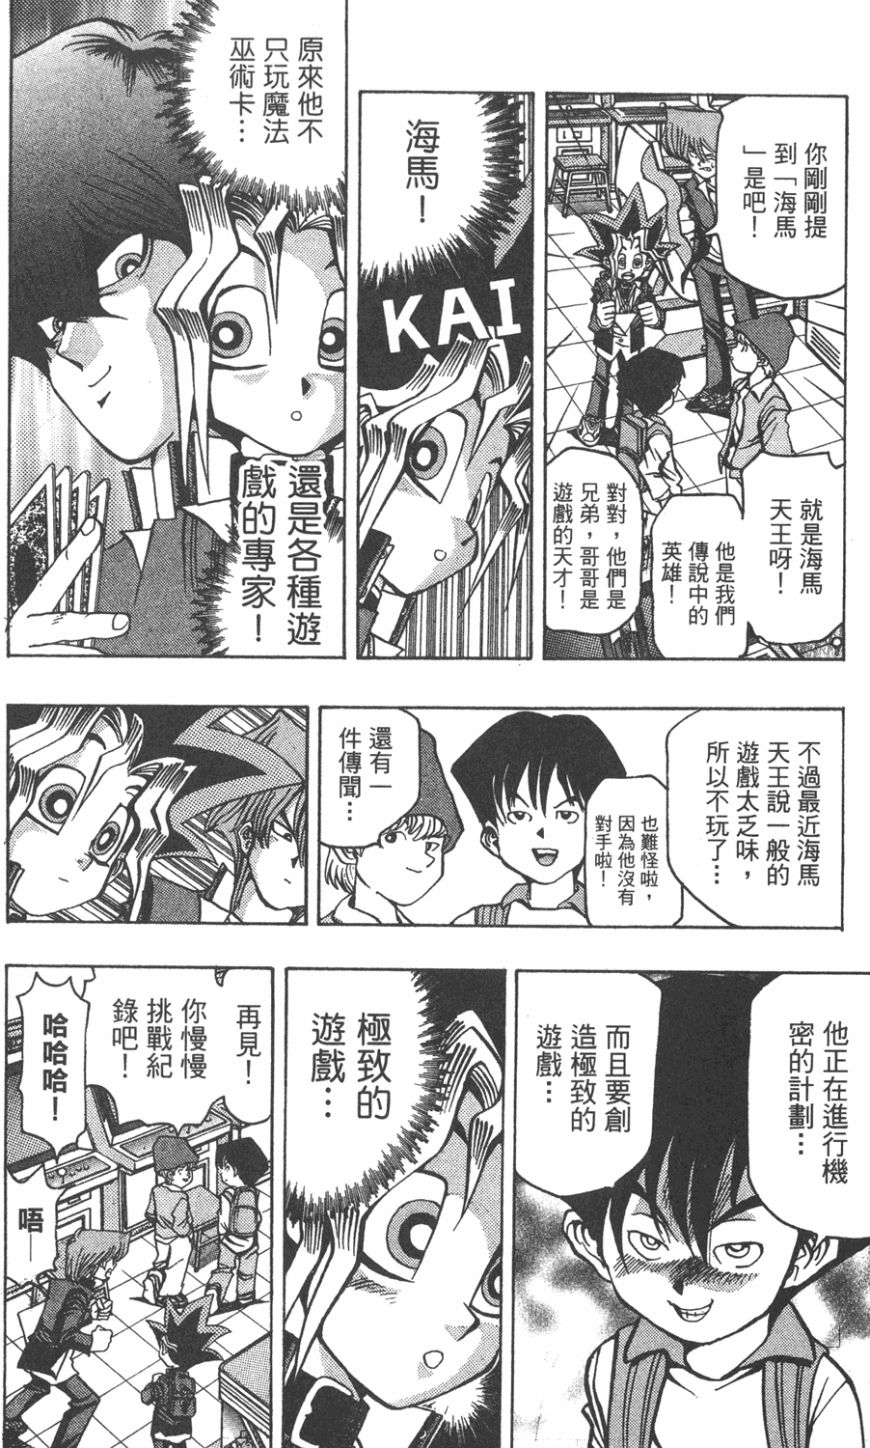 你剛剛提
到「海馬
」是吧！
就是海馬
天王呀！
他是我們
傳說中的
英雄！
對對，他們是
兄弟，哥哥是
遊戲的天才！
海馬！
KAI
原來他不
只玩魔法
巫術卡…
還是各種遊
戲的專家！
不過最近海馬
天王說一般的
遊戲太乏味，
所以不玩了…
也難怪啦，
因為他沒有
對手啦！
還有一
件傳聞…
他正在進行機
密的計劃…
而且要創
造極致的
遊戲…
極致的
遊戲…
再見！
你慢慢
挑戰紀
錄吧！
哈哈哈！
唔—